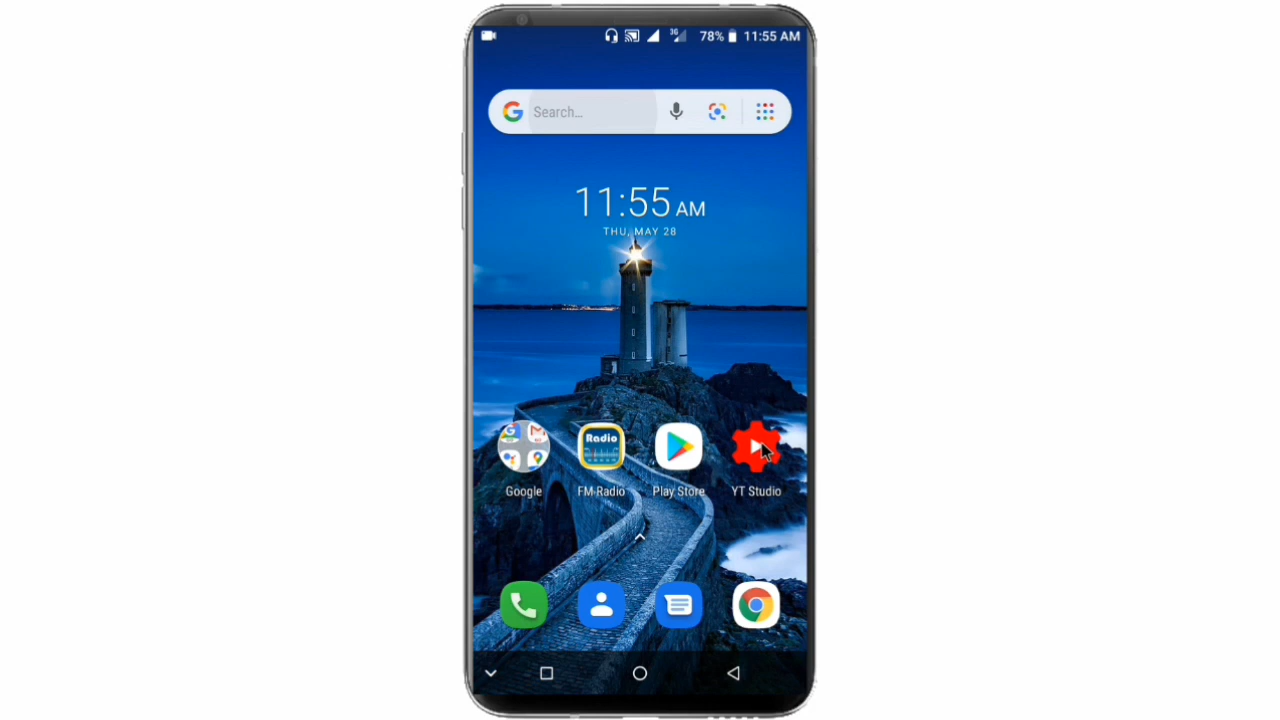 3G 78% 11:55 AM
Search...
11:55 AM
THU, MAY 28
Radio
Google FM-Radio Play Store YT Studio